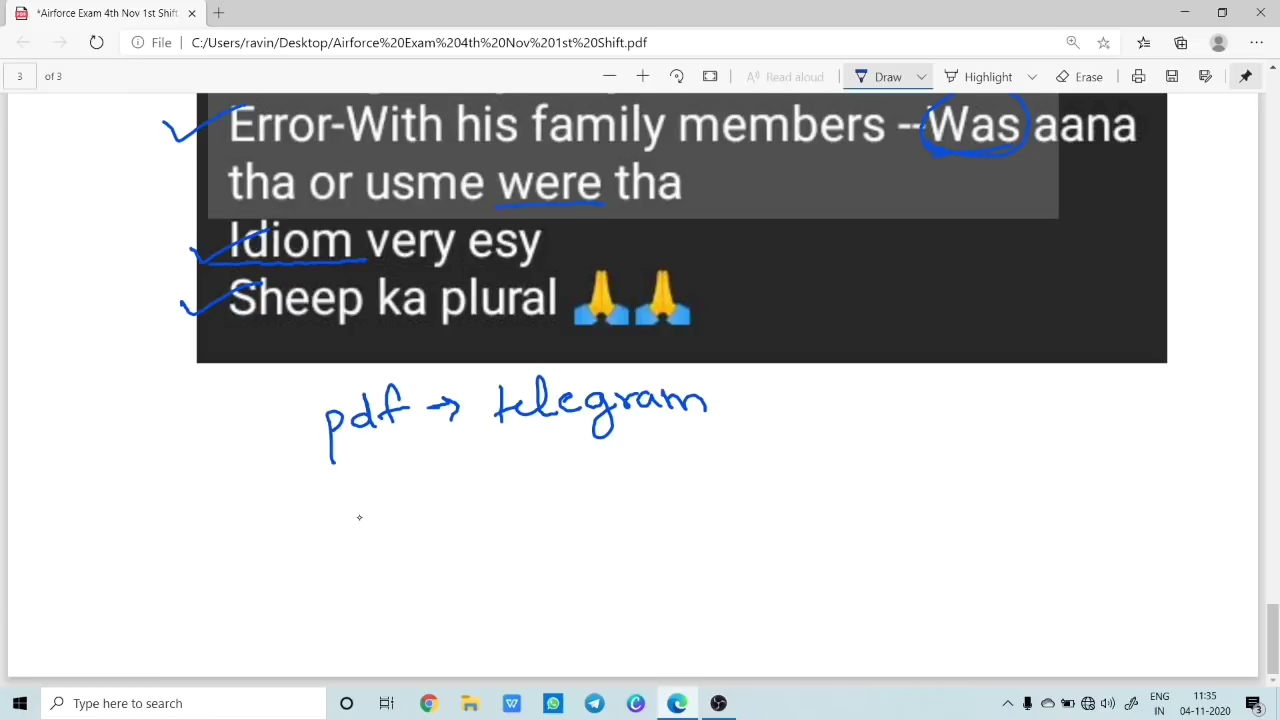 *Airforce Exam 4th Nov 1st Shift
File C:/Users/ravin/Desktop/Airforce%20Exam%204th%20Nov%201st%20Shift.pdf
3 of 3 Read aloud Draw Highlight Erase
Error-With his family members --Was aana
tha or usme were tha
Idiom very esy
Sheep ka plural 🙏🙏
pdf → telegram
Type here to search
ENG 11:35
IN 04-11-2020 3